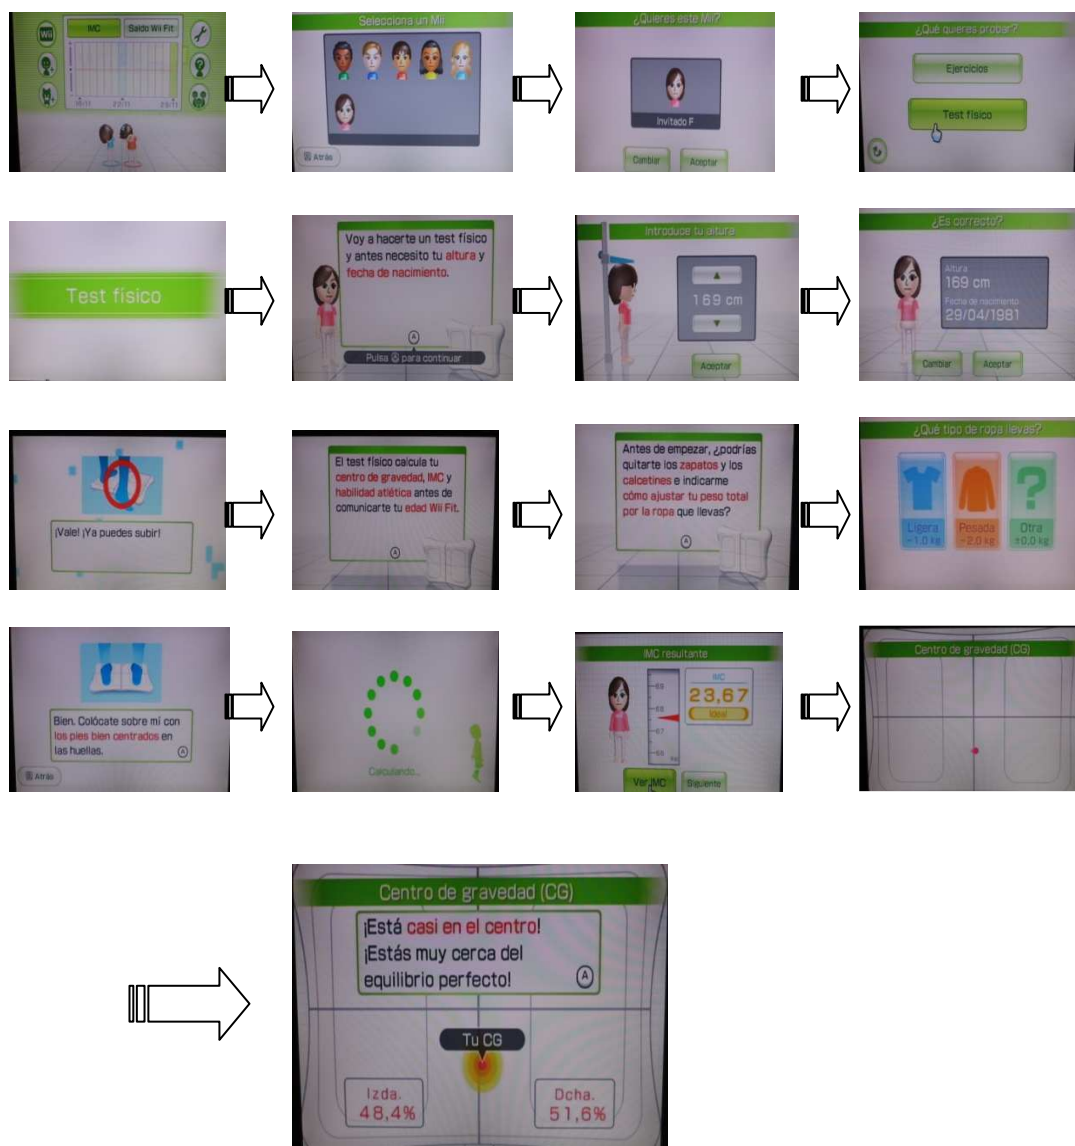 Wii
IMC
Saldo Wii Fit
22/11
Selecciona un Mii
Atrás
¿Quieres este Mii?
Invitado F
Cambiar
Aceptar
¿Qué quieres probar?
Ejercicios
Test físico
Test físico
Voy a hacerte un test físico
y antes necesito tu altura y
fecha de nacimiento.
A
Pulsa A para continuar
Introduce tu altura
169 cm
Aceptar
¿Es correcto?
Altura
169 cm
Fecha de nacimiento
29/04/1981
Cambiar
Aceptar
¡Vale! ¡Ya puedes subir!
El test físico calcula tu
centro de gravedad, IMC y
habilidad atlética antes de
comunicarte tu edad Wii Fit.
A
Antes de empezar, ¿podrías
quitarte los zapatos y los
calcetines e indicarme
cómo ajustar tu peso total
por la ropa que llevas?
A
¿Qué tipo de ropa llevas?
Ligera
-1,0 kg
Pesada
-2,0 kg
Otra
±0,0 kg
Bien. Colócate sobre mí con
los pies bien centrados en
las huellas.
A
Atrás
Calculando...
IMC resultante
IMC
23,67
Ideal
69
68
67
66
kg
Ver IMC
Siguiente
Centro de gravedad (CG)
Centro de gravedad (CG)
¡Está casi en el centro!
¡Estás muy cerca del
equilibrio perfecto!
A
Tu CG
Izda.
48,4%
Dcha.
51,6%